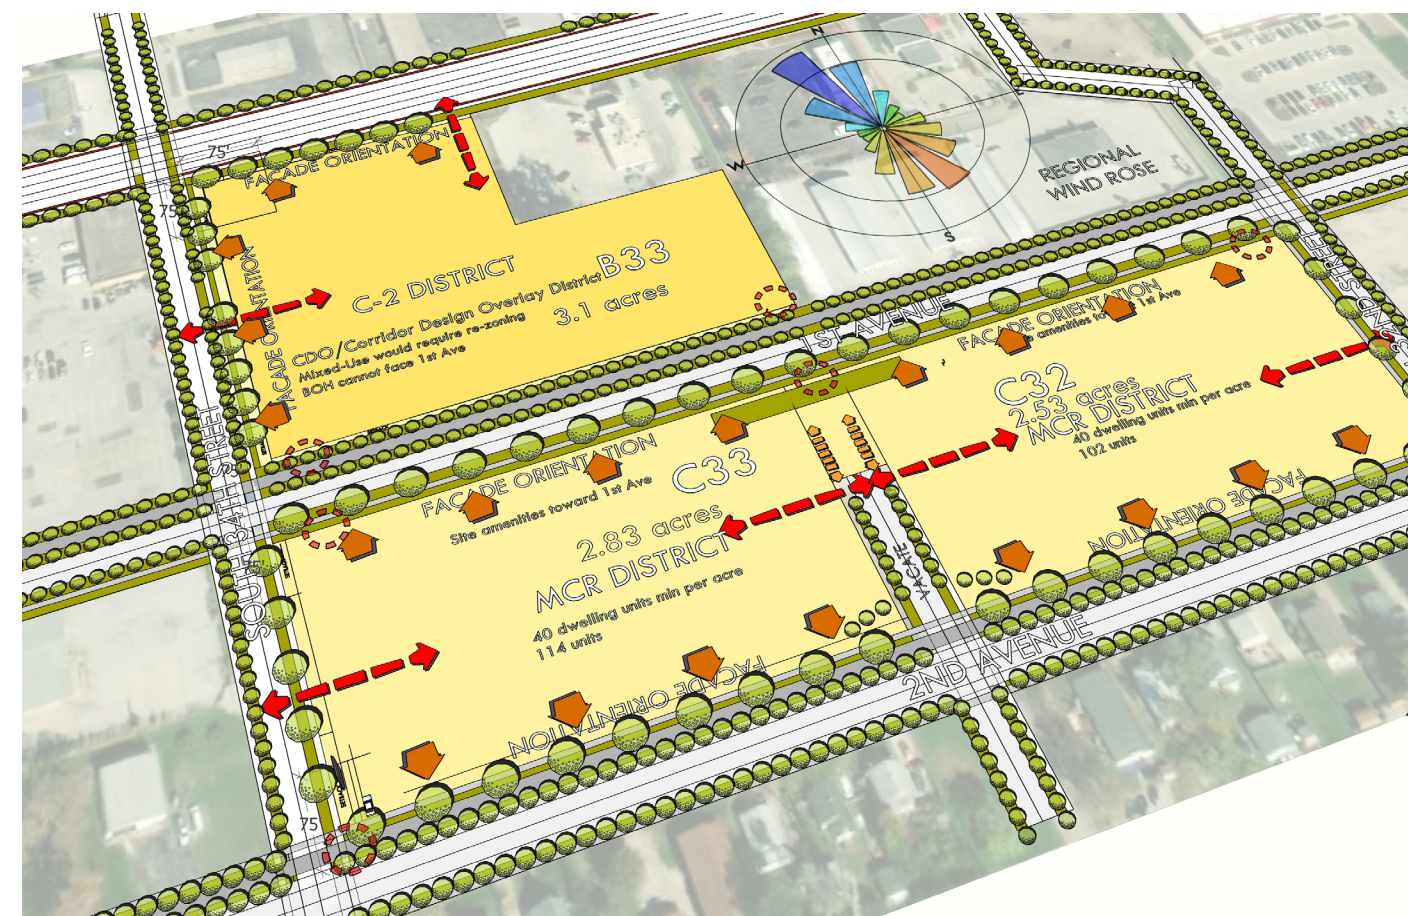 N
W
S
REGIONAL
WIND ROSE
75'
FACADE ORIENTATION
75'
FACADE ORIENTATION
C-2 DISTRICT
B33
3.1 acres
CDO/Corridor Design Overlay District
Mixed-Use would require re-zoning
BOH cannot face 1st Ave
1ST AVENUE
SOUTH 34TH STREET
75'
75'
FACADE ORIENTATION
Site amenities toward 1st Ave
C33
2.83 acres
MCR DISTRICT
40 dwelling units min per acre
114 units
FACADE ORIENTATION
FACADE ORIENTATION
1st Ave
C32
2.53 acres
MCR DISTRICT
40 dwelling units min per acre
102 units
FACADE ORIENTATION
VACATE
2ND AVENUE
STREET
75